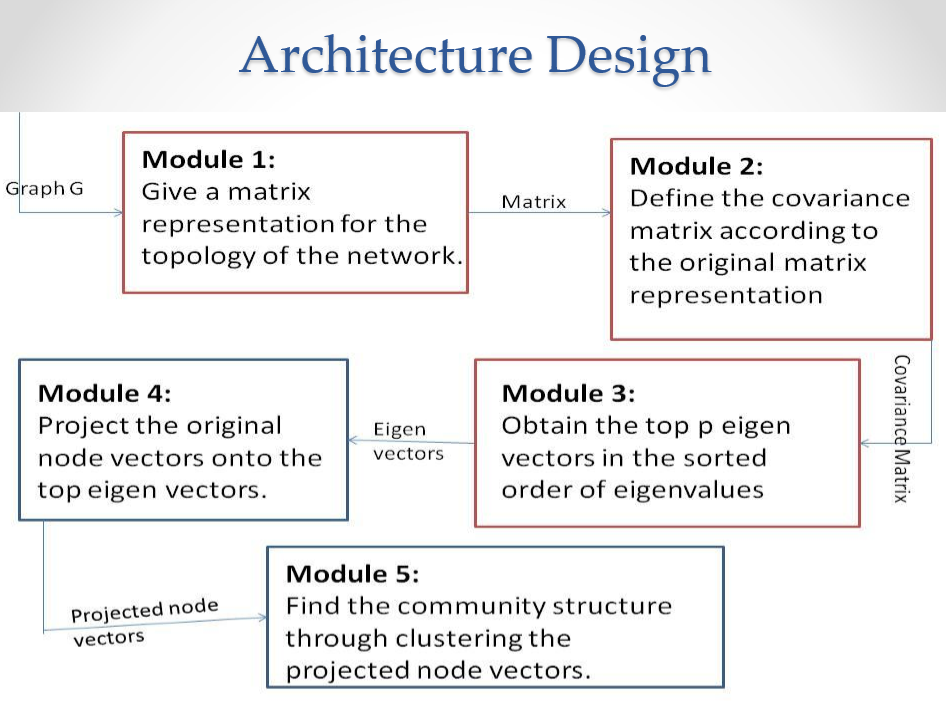 Architecture Design
Graph G
Module 1:
Give a matrix
representation for the
topology of the network.
Matrix
Module 2:
Define the covariance
matrix according to
the original matrix
representation
Covariance Matrix
Module 3:
Obtain the top p eigen
vectors in the sorted
order of eigenvalues
Eigen
vectors
Module 4:
Project the original
node vectors onto the
top eigen vectors.
Projected node
vectors
Module 5:
Find the community structure
through clustering the
projected node vectors.